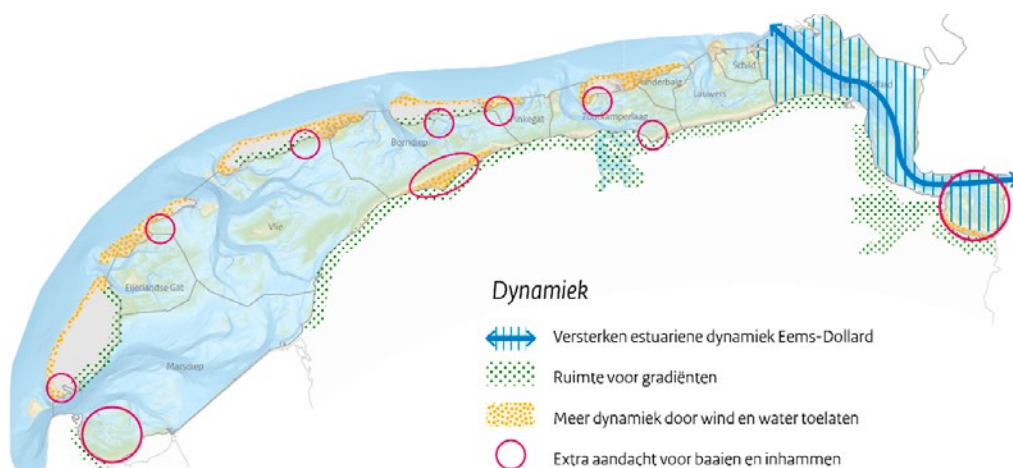 Schild
Lauwers
Pinkegat
Zoutkamperlaag
Borndiep
Vlie
Eijerlandse Gat
Marsdiep
Dynamiek
Versterken estuariene dynamiek Eems-Dollard
Ruimte voor gradiënten
Meer dynamiek door wind en water toelaten
Extra aandacht voor baaien en inhammen